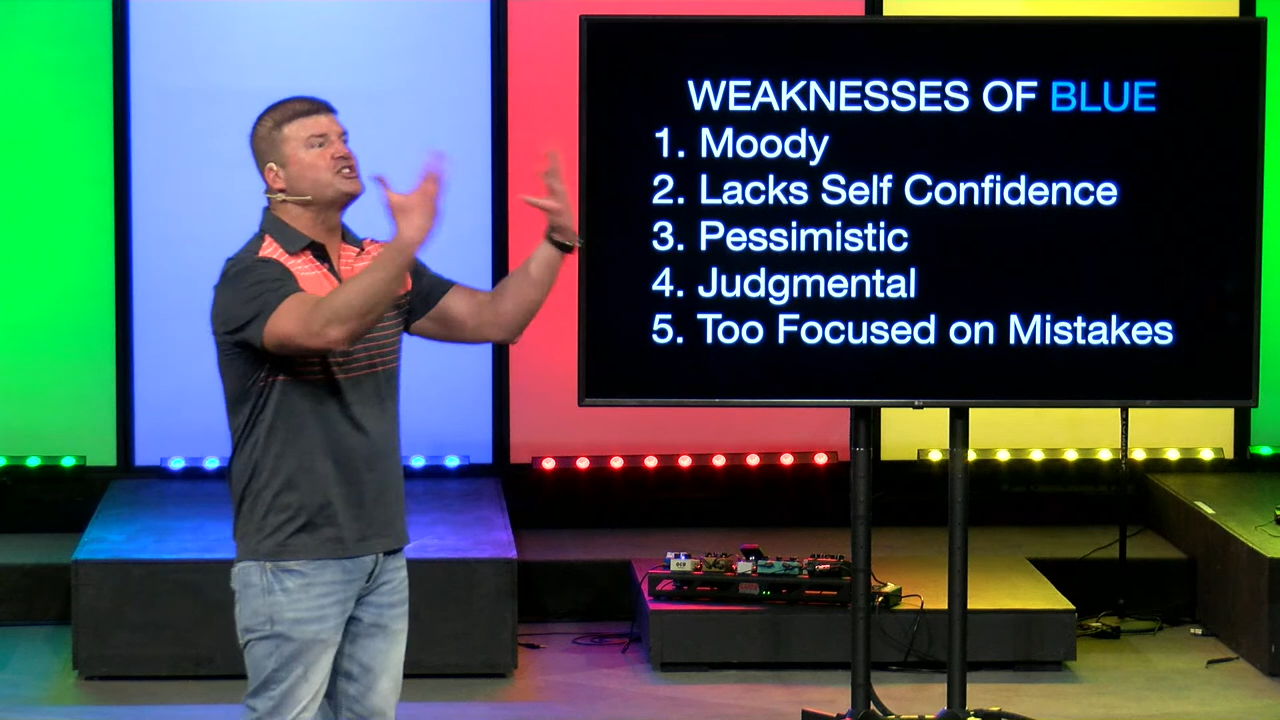 WEAKNESSES OF BLUE
1. Moody
2. Lacks Self Confidence
3. Pessimistic
4. Judgmental
5. Too Focused on Mistakes